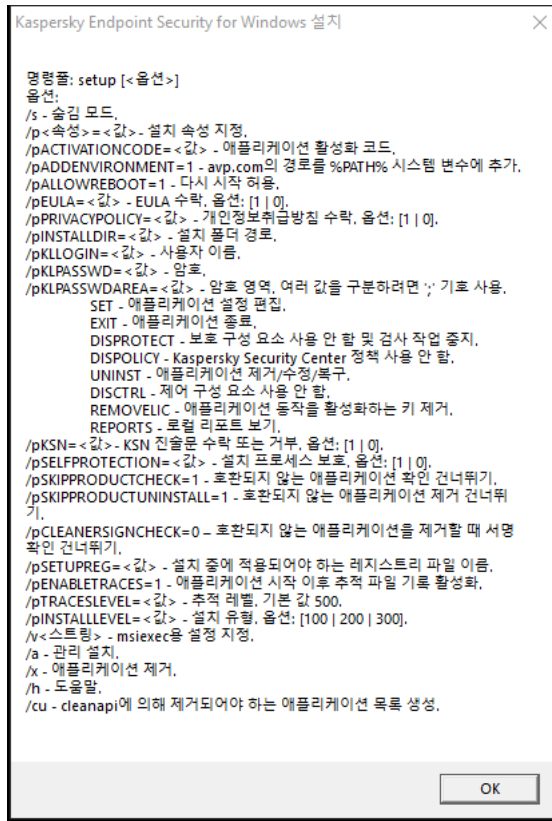 Kaspersky Endpoint Security for Windows 설치
명령풀: setup [<옵션>]
옵션:
/s - 숨김 모드,
/p<속성>=<값>- 설치 속성 지정,
/pACTIVATIONCODE=<값> - 애플리케이션 활성화 코드,
/pADDENVIRONMENT=1 - avp.com의 경로를 %PATH% 시스템 변수에 추가,
/pALLOWREBOOT=1 - 다시 시작 허용,
/pEULA=<값> - EULA 수락, 옵션: [1 | 0],
/pPRIVACYPOLICY=<값> - 개인정보취급방침 수락, 옵션: [1 | 0],
/pINSTALLDIR=<값> - 설치 폴더 경로,
/pKLLOGIN=<값> - 사용자 이름,
/pKLPASSWD=<값> - 암호,
/pKLPASSWDAREA=<값> - 암호 영역, 여러 값을 구분하려면 ';' 기호 사용,
SET - 애플리케이션 설정 편집,
EXIT - 애플리케이션 종료,
DISPROTECT - 보호 구성 요소 사용 안 함 및 검사 작업 중지,
DISPOLICY - Kaspersky Security Center 정책 사용 안 함,
UNINST - 애플리케이션 제거/수정/복구,
DISCTRL - 제어 구성 요소 사용 안 함,
REMOVELIC - 애플리케이션 동작을 활성화하는 키 제거,
REPORTS - 로컬 리포트 보기,
/pKSN=<값>- KSN 진술문 수락 또는 거부, 옵션: [1 | 0],
/pSELFPROTECTION=<값> - 설치 프로세스 보호, 옵션: [1 | 0],
/pSKIPPRODUCTCHECK=1 - 호환되지 않는 애플리케이션 확인 건너뛰기,
/pSKIPPRODUCTUNINSTALL=1 - 호환되지 않는 애플리케이션 제거 건너뛰
기,
/pCLEANERSIGNCHECK=0 – 호환되지 않는 애플리케이션을 제거할 때 서명
확인 건너뛰기,
/pSETUPREG=<값> - 설치 중에 적용되어야 하는 레지스트리 파일 이름,
/pENABLETRACES=1 - 애플리케이션 시작 이후 추적 파일 기록 활성화,
/pTRACESLEVEL=<값> - 추적 레벨, 기본 값 500,
/pINSTALLLEVEL=<값> - 설치 유형, 옵션: [100 | 200 | 300],
/v<스트링> - msiexec용 설정 지정,
/a - 관리 설치,
/x - 애플리케이션 제거,
/h - 도움말,
/cu - cleanapi에 의해 제거되어야 하는 애플리케이션 목록 생성,
OK